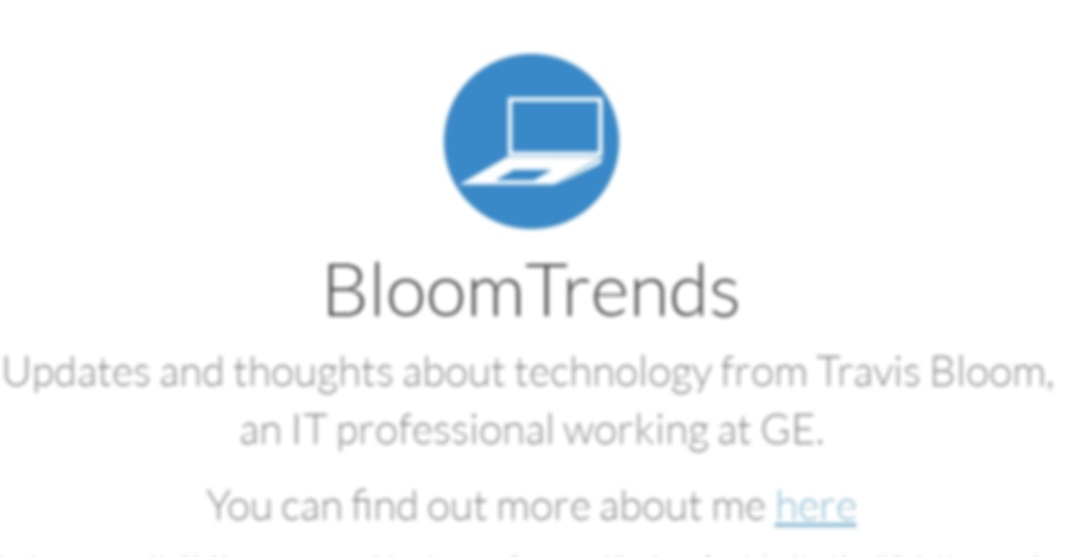 BloomTrends
Updates and thoughts about technology from Travis Bloom,
an IT professional working at GE.
You can find out more about me here